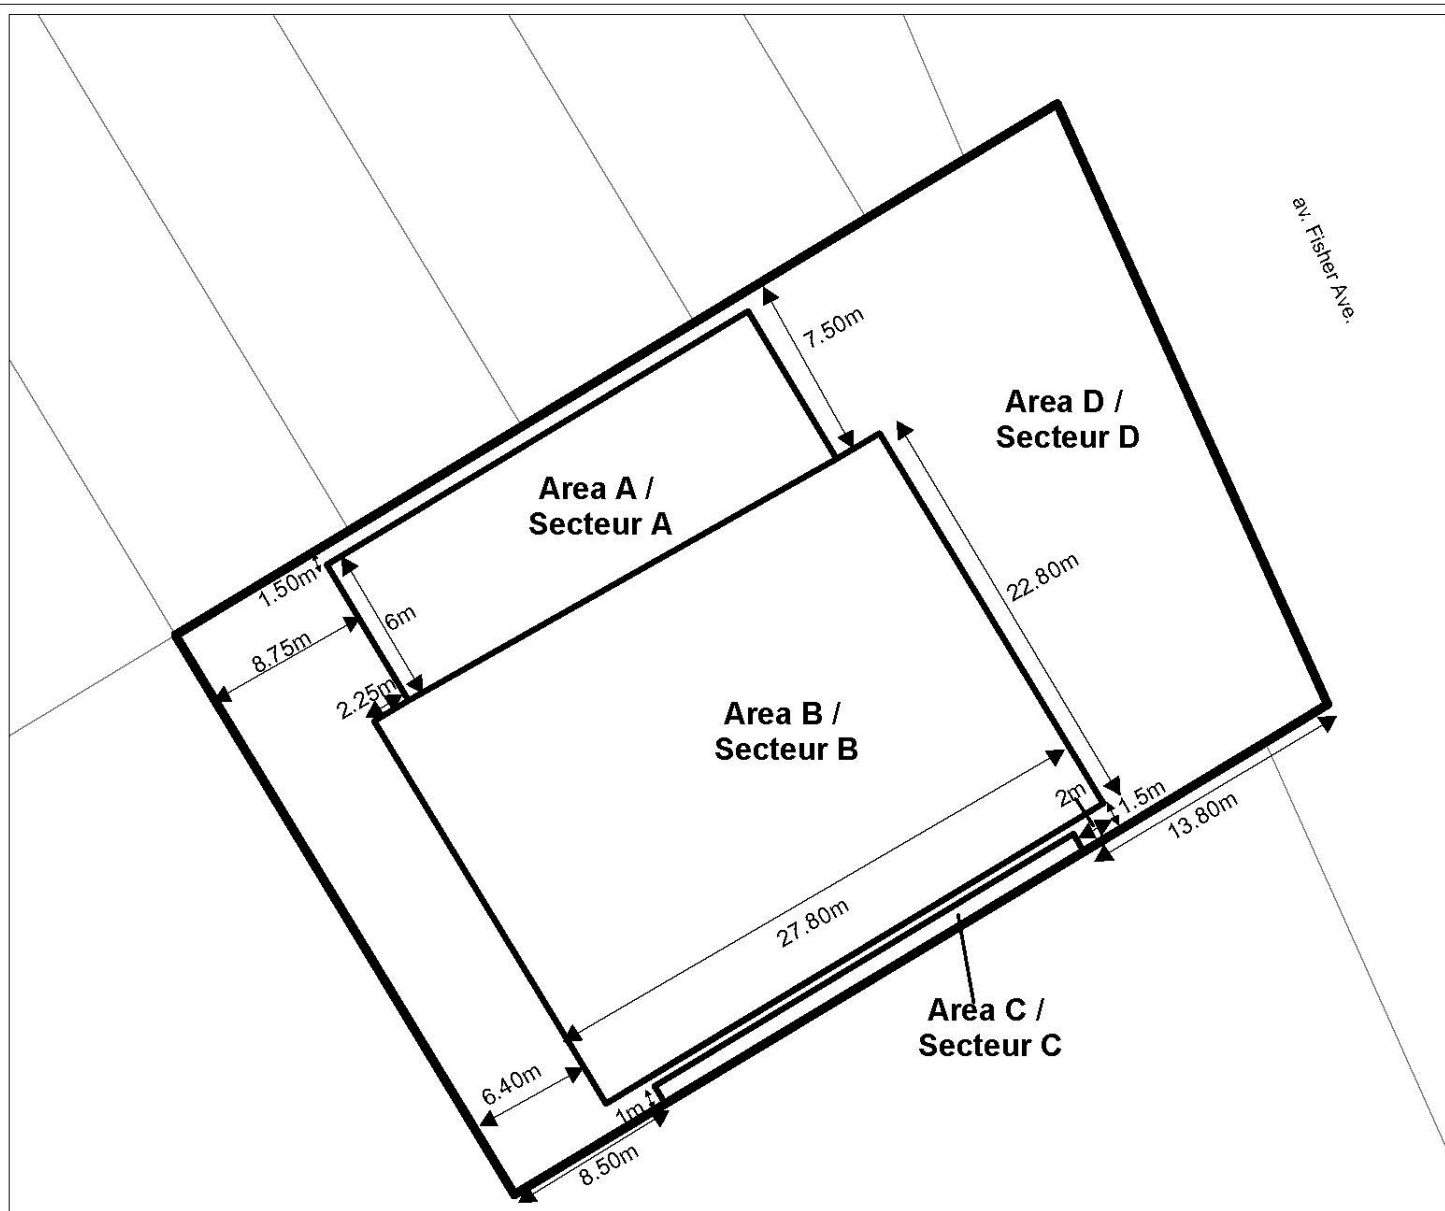 av. Fisher Ave.
7.50m
Area D /
Secteur D
Area A /
Secteur A
1.50m
22.80m
6m
8.75m
2.25m
Area B /
Secteur B
2m
1.5m
13.80m
27.80m
Area C /
Secteur C
6.40m
1m
8.50m